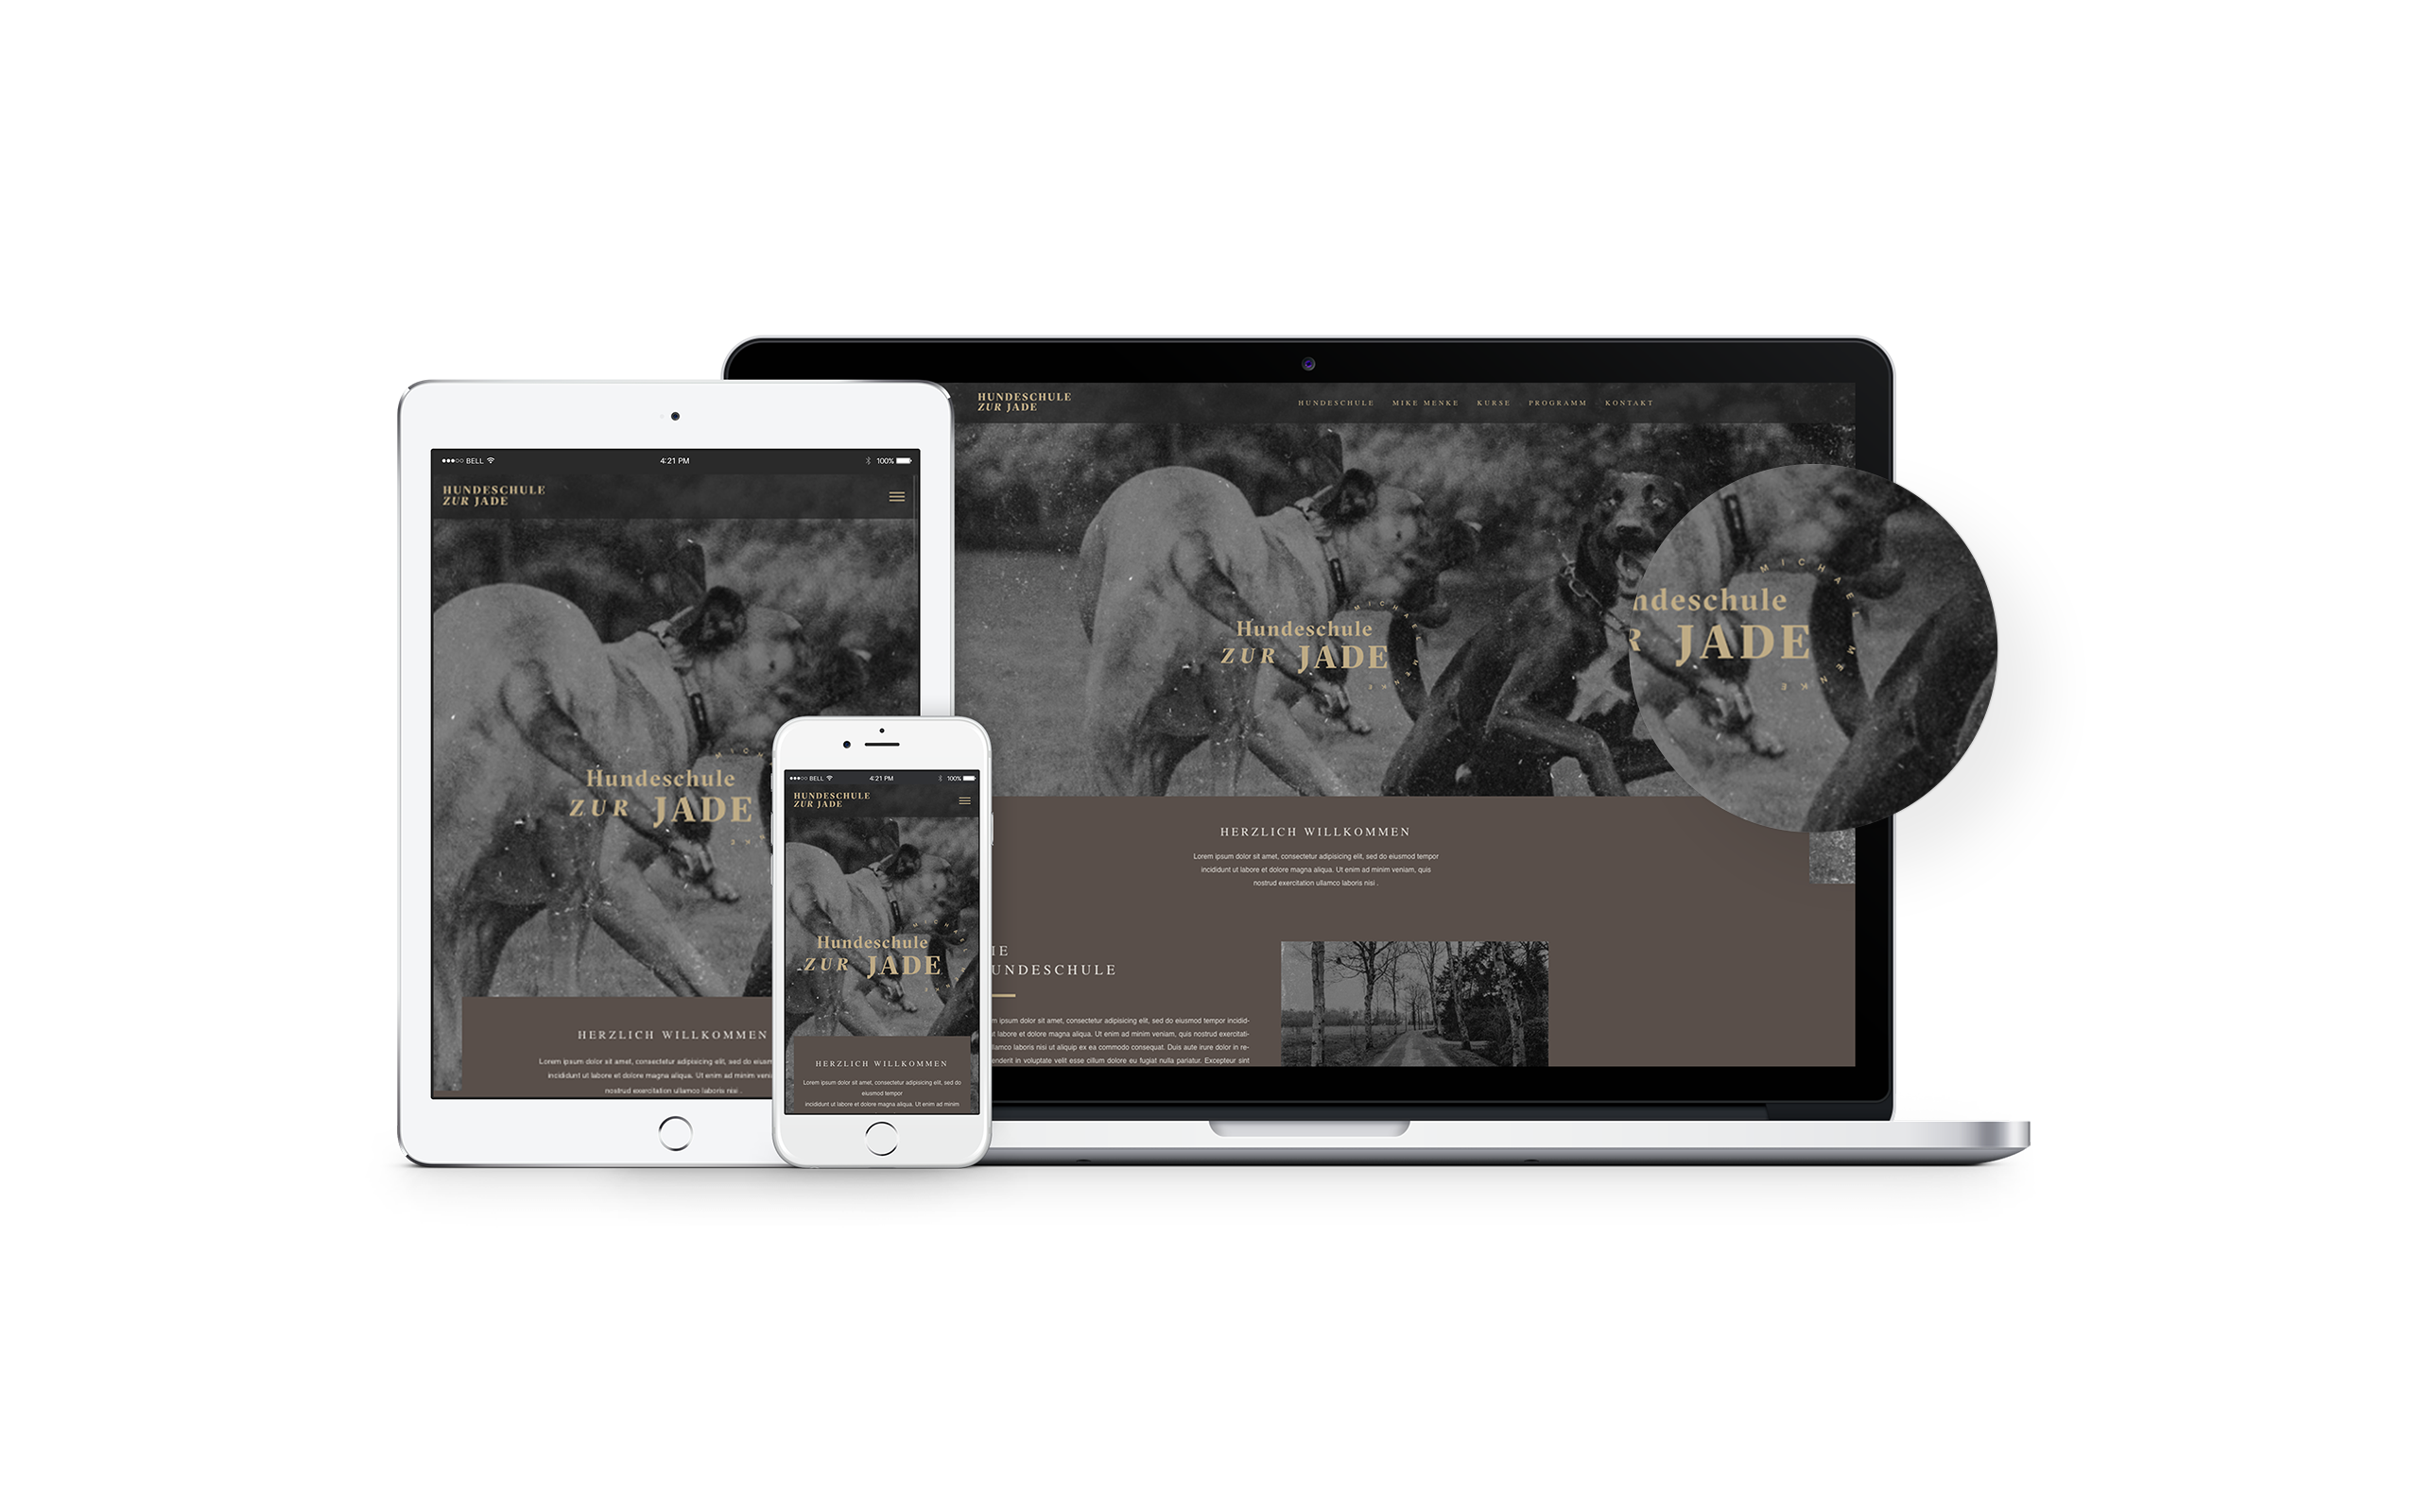 HUNDESCHULE
ZUR JADE
HUNDESCHULE MIKE MENKE KURSE PROGRAMM KONTAKT
MICHAEL MENKE
Hundeschule
ZUR JADE
MICHAEL MENKE
ndeschule
R JADE
HERZLICH WILLKOMMEN
Lorem ipsum dolor sit amet, consectetur adipisicing elit, sed do eiusmod tempor
incididunt ut labore et dolore magna aliqua. Ut enim ad minim veniam, quis
nostrud exercitation ullamco laboris nisi .
IE
UNDESCHULE
m ipsum dolor sit amet, consectetur adipisicing elit, sed do eiusmod tempor incidid-
t labore et dolore magna aliqua. Ut enim ad minim veniam, quis nostrud exercitati-
llamco laboris nisi ut aliquip ex ea commodo consequat. Duis aute irure dolor in re-
enderit in voluptate velit esse cillum dolore eu fugiat nulla pariatur. Excepteur sint
BELL 4:21 PM 100%
HUNDESCHULE
ZUR JADE
MICH
Hundeschule
ZUR JADE
KE
HERZLICH WILLKOMMEN
Lorem ipsum dolor sit amet, consectetur adipisicing elit, sed do eiusm
incididunt ut labore et dolore magna aliqua. Ut enim ad minim veni
nostrud exercitation ullamco laboris nisi .
BELL 4:21 PM 100%
HUNDESCHULE
ZUR JADE
MICHAEL MENKE
Hundeschule
ZUR JADE
HERZLICH WILLKOMMEN
Lorem ipsum dolor sit amet, consectetur adipisicing elit, sed do
eiusmod tempor
incididunt ut labore et dolore magna aliqua. Ut enim ad minim